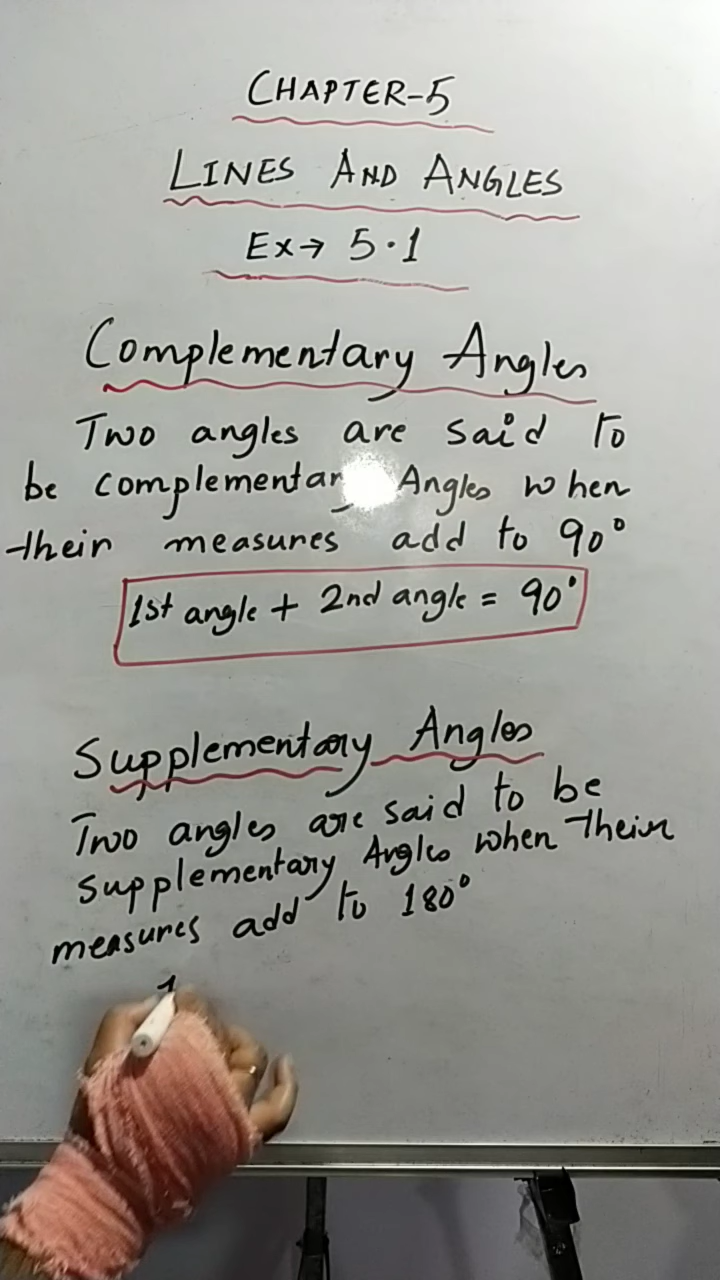 CHAPTER-5
LINES AND ANGLES
Ex→ 5.1
Complementary Angles
Two angles are said to
be complementary Angles when
their measures add to 90°
1st angle + 2nd angle = 90°
Supplementary Angles
Two angles are said to be
Supplementary Angles when their
measures add to 180°
1